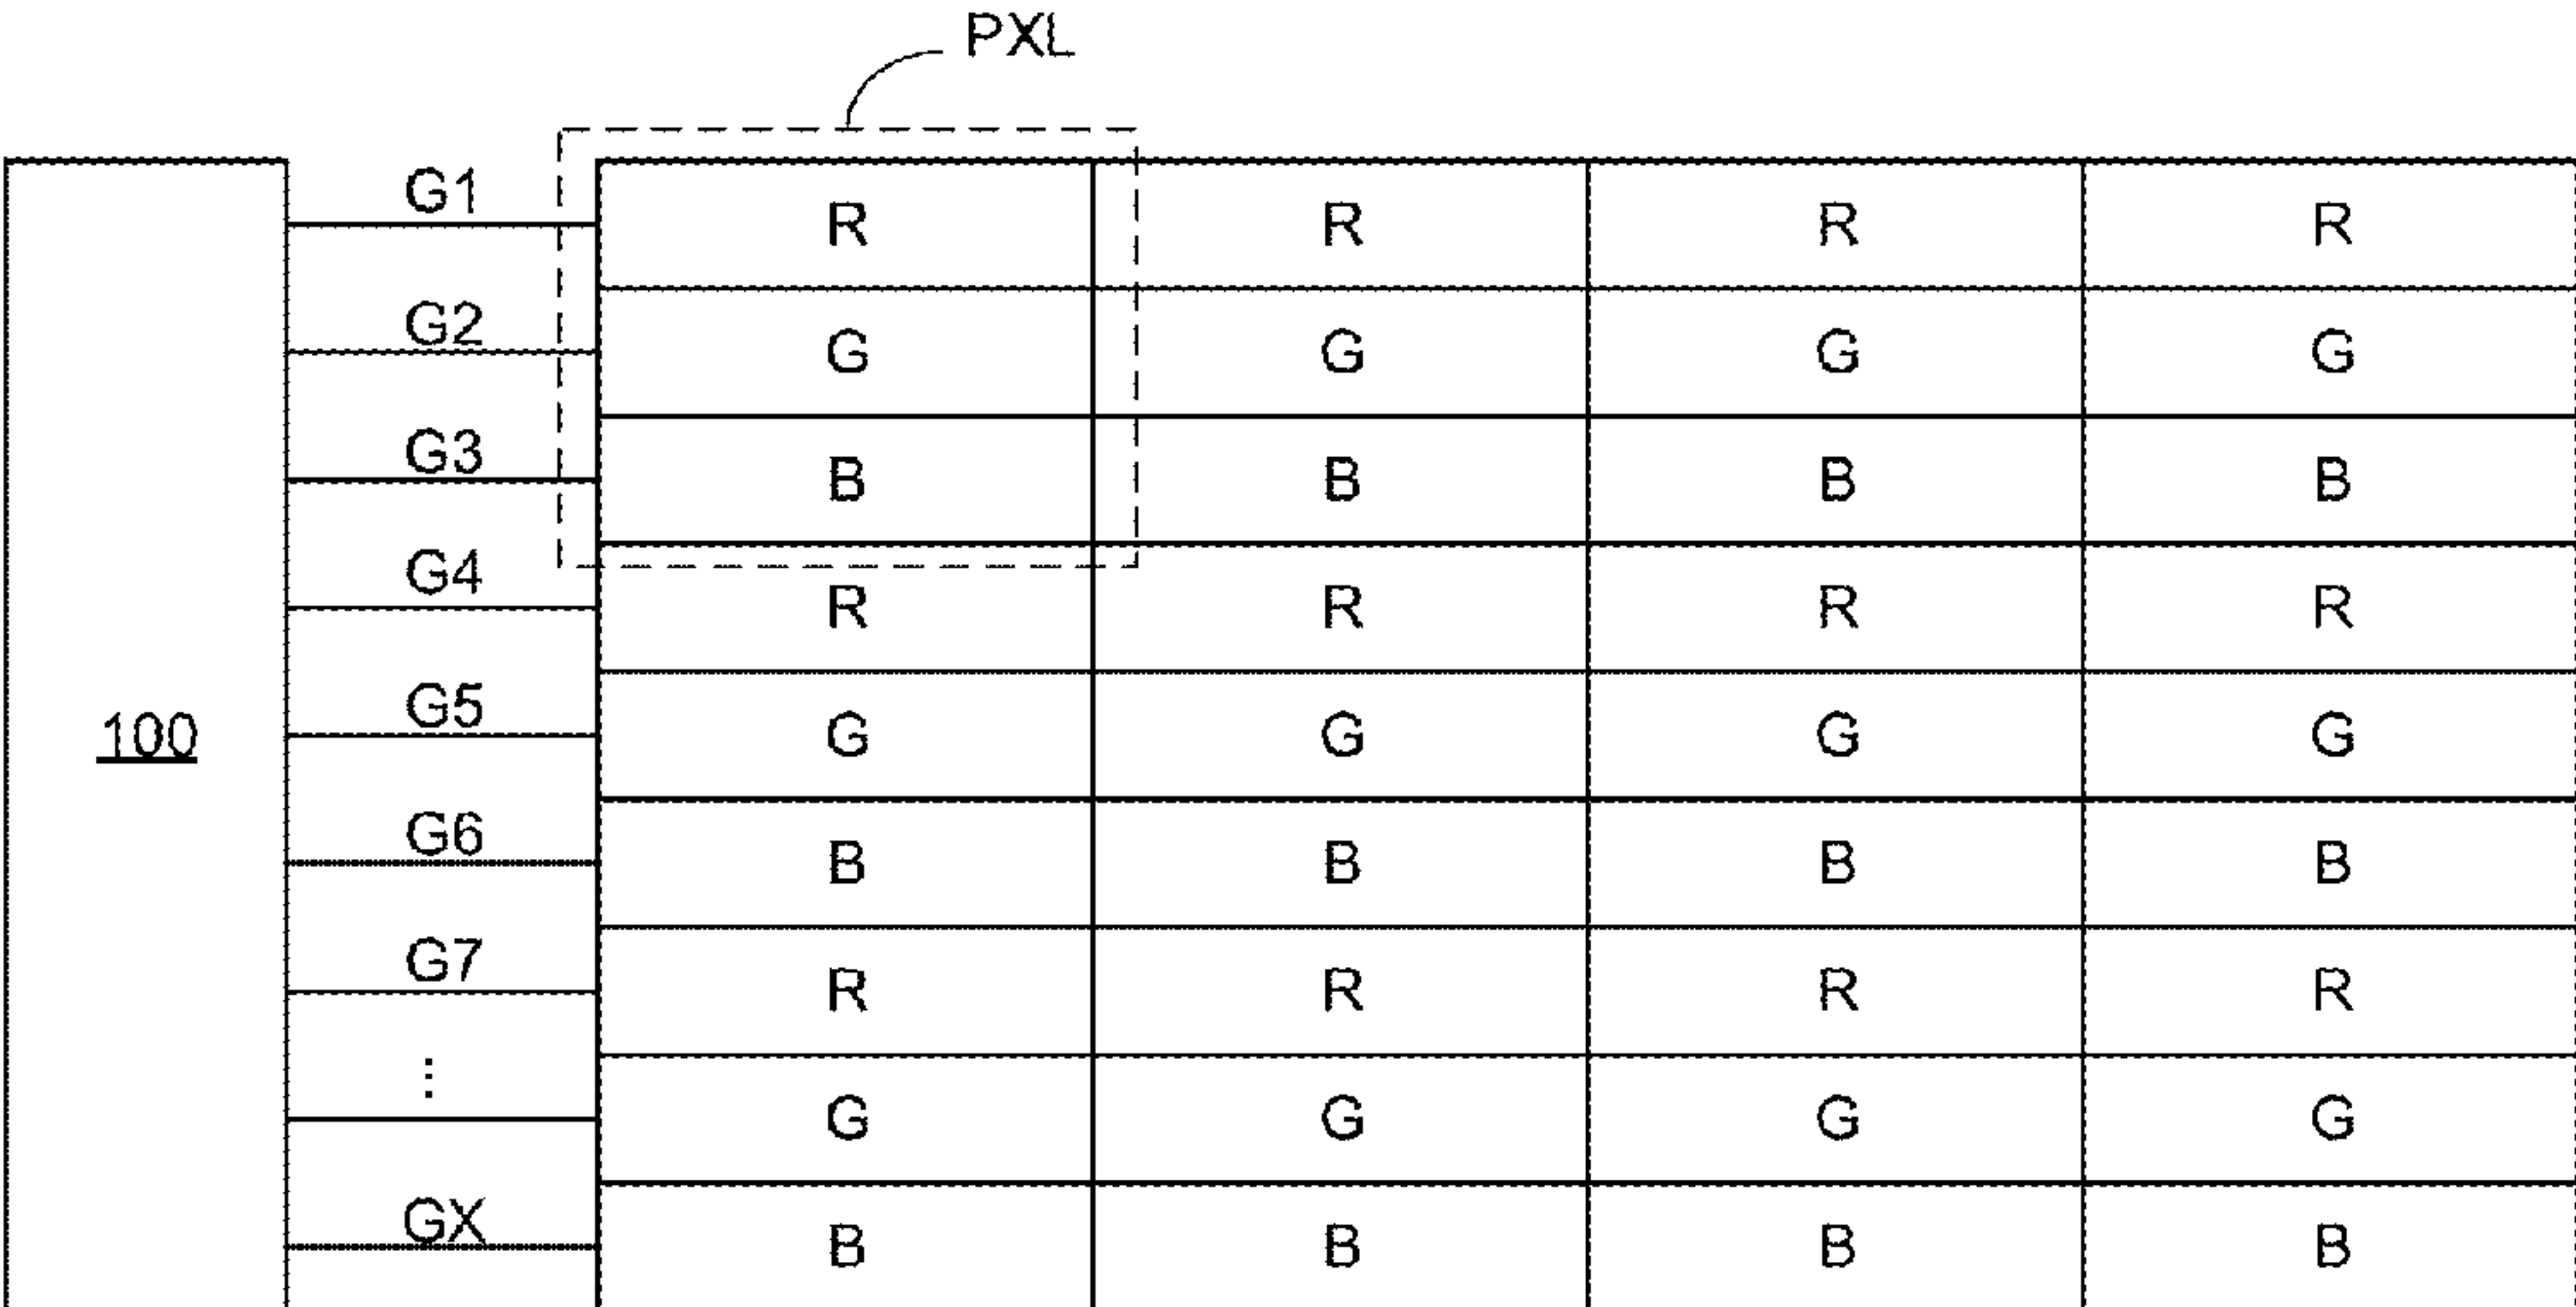 PXL
G1 R R R R
G2 G G G G
G3 B B B B
G4 R R R R
100 G5 G G G G
G6 B B B B
G7 R R R R
⋮ G G G G
GX B B B B